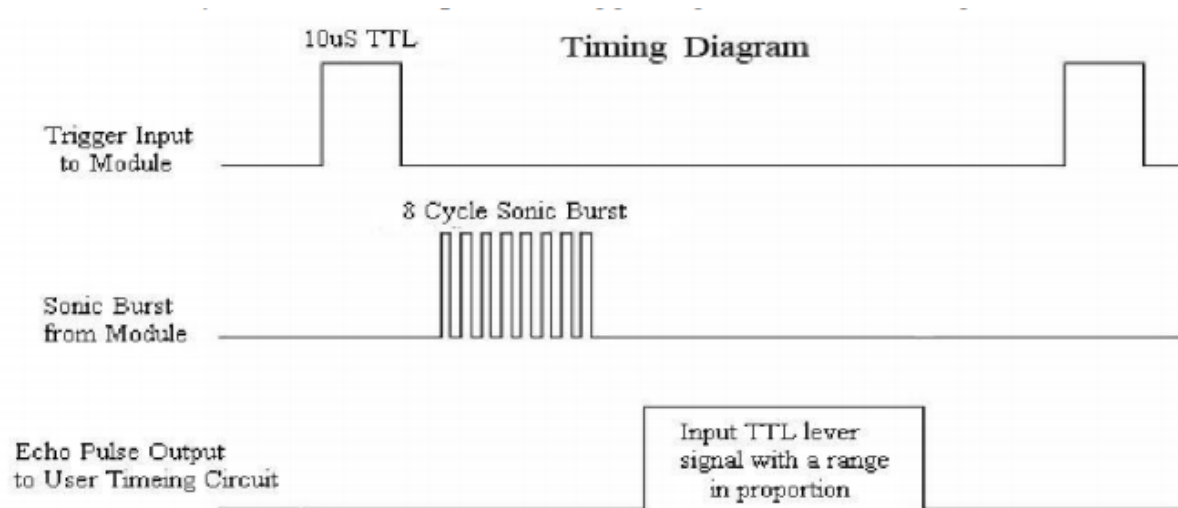 10uS TTL
Timing Diagram
Trigger Input
to Module
8 Cycle Sonic Burst
Sonic Burst
from Module
Echo Pulse Output
to User Timeing Circuit
Input TTL lever
signal with a range
in proportion